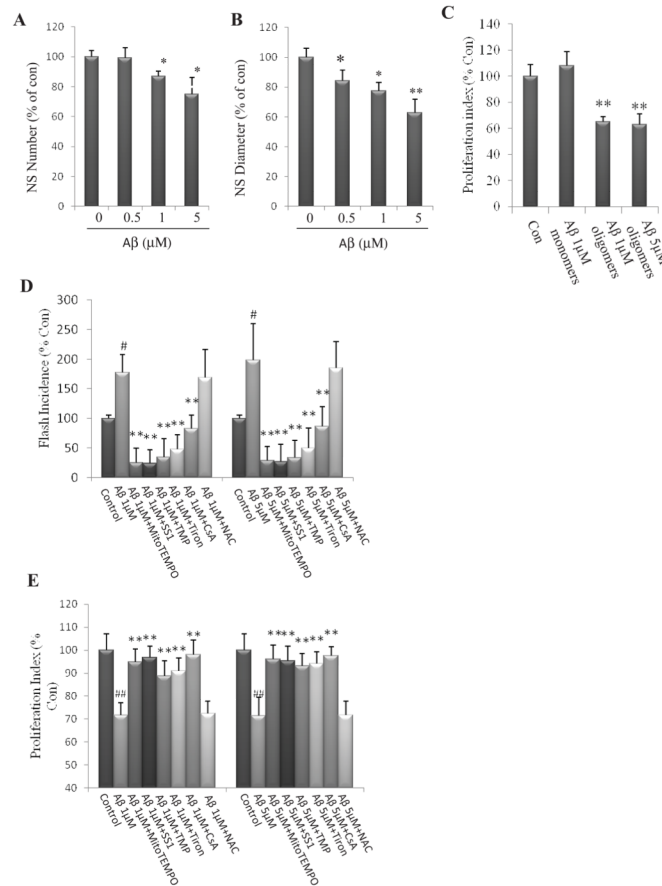 A
NS Number (% of con)
120
100
80
60
40
20
0
*
*
0 0.5 1 5
Aβ (μM)
B
NS Diameter (% of con)
120
100
80
60
40
20
0
*
*
**
0 0.5 1 5
Aβ (μM)
C
Proliferation index (% Con)
140
120
100
80
60
40
20
0
**
**
Con
Aβ 1μM monomers
Aβ 1μM oligomers
Aβ 5μM oligomers
D
Flash Incidence (% Con)
300
250
200
150
100
50
0
#
**
**
**
**
**
#
**
**
**
**
**
Control
Aβ 1μM
Aβ 1μM+MitoTEMPO
Aβ 1μM+SS1
Aβ 1μM+TMP
Aβ 1μM+Tiron
Aβ 1μM+CsA
Aβ 1μM+NAC
Control
Aβ 5μM
Aβ 5μM+MitoTEMPO
Aβ 5μM+SS1
Aβ 5μM+TMP
Aβ 5μM+Tiron
Aβ 5μM+CsA
Aβ 5μM+NAC
E
Proliferation Index (%
Con)
120
110
100
90
80
70
60
50
40
##
**
**
**
**
**
##
**
**
**
**
**
Control
Aβ 1μM
Aβ 1μM+MitoTEMPO
Aβ 1μM+SS1
Aβ 1μM+TMP
Aβ 1μM+Tiron
Aβ 1μM+CsA
Aβ 1μM+NAC
Control
Aβ 5μM
Aβ 5μM+MitoTEMPO
Aβ 5μM+SS1
Aβ 5μM+TMP
Aβ 5μM+Tiron
Aβ 5μM+CsA
Aβ 5μM+NAC